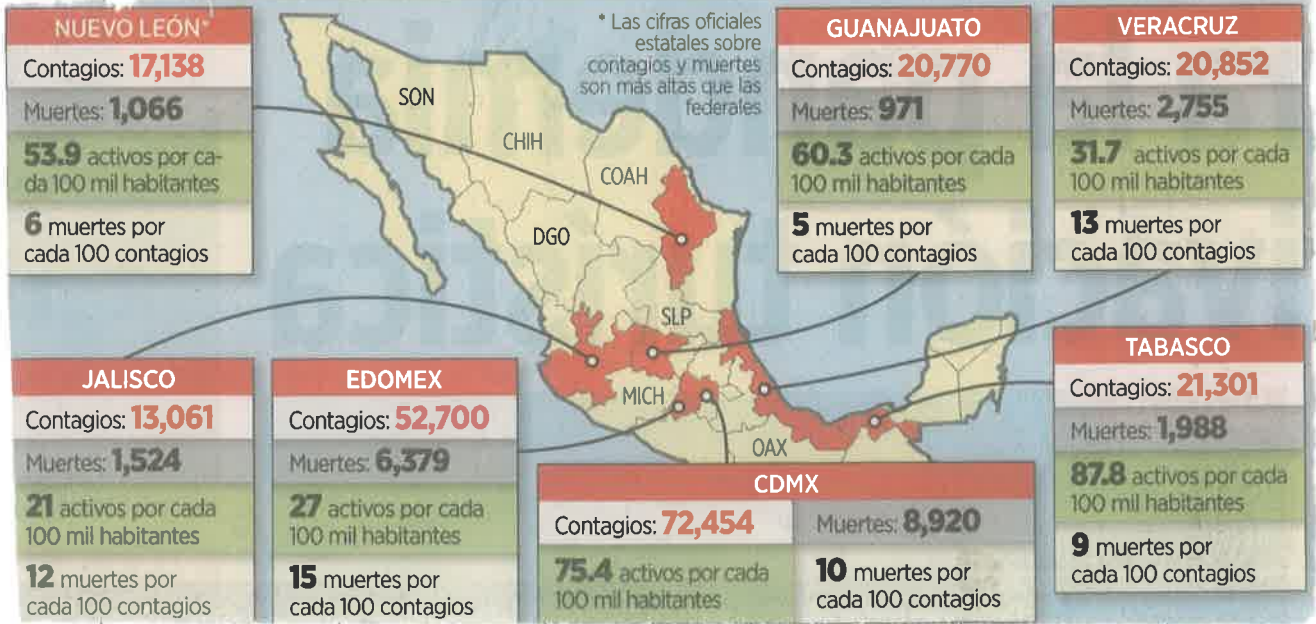 NUEVO LEÓN*
Contagios: 17,138
Muertes: 1,066
53.9 activos por ca-
da 100 mil habitantes
6 muertes por
cada 100 contagios
* Las cifras oficiales
estatales sobre
contagios y muertes
son más altas que las
federales
GUANAJUATO
Contagios: 20,770
Muertes: 971
60.3 activos por cada
100 mil habitantes
5 muertes por
cada 100 contagios
VERACRUZ
Contagios: 20,852
Muertes: 2,755
31.7 activos por cada
100 mil habitantes
13 muertes por
cada 100 contagios
SON
CHIH
COAH
DGO
SLP
MICH
OAX
JALISCO
Contagios: 13,061
Muertes: 1,524
21 activos por cada
100 mil habitantes
12 muertes por
cada 100 contagios
EDOMEX
Contagios: 52,700
Muertes: 6,379
27 activos por cada
100 mil habitantes
15 muertes por
cada 100 contagios
CDMX
Contagios: 72,454
Muertes: 8,920
75.4 activos por cada
100 mil habitantes
10 muertes por
cada 100 contagios
TABASCO
Contagios: 21,301
Muertes: 1,988
87.8 activos por cada
100 mil habitantes
9 muertes por
cada 100 contagios